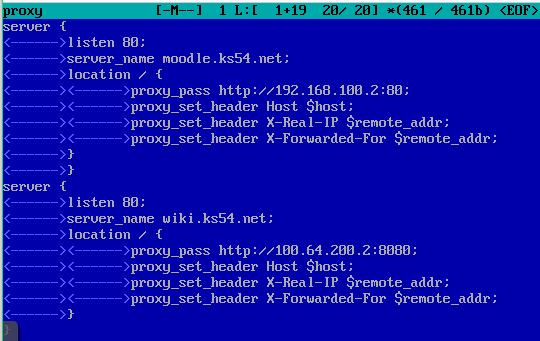 proxy [-M--] 1 L:[ 1+19 20/ 20] *(461 / 461b) <EOF>
server {
<------>listen 80;
<------>server_name moodle.ks54.net;
<------>location / {
<------><------>proxy_pass http://192.168.100.2:80;
<------><------>proxy_set_header Host $host;
<------><------>proxy_set_header X-Real-IP $remote_addr;
<------><------>proxy_set_header X-Forwarded-For $remote_addr;
<------>}
<------>}
server {
<------>listen 80;
<------>server_name wiki.ks54.net;
<------>location / {
<------><------>proxy_pass http://100.64.200.2:8080;
<------><------>proxy_set_header Host $host;
<------><------>proxy_set_header X-Real-IP $remote_addr;
<------><------>proxy_set_header X-Forwarded-For $remote_addr;
<------>}
}